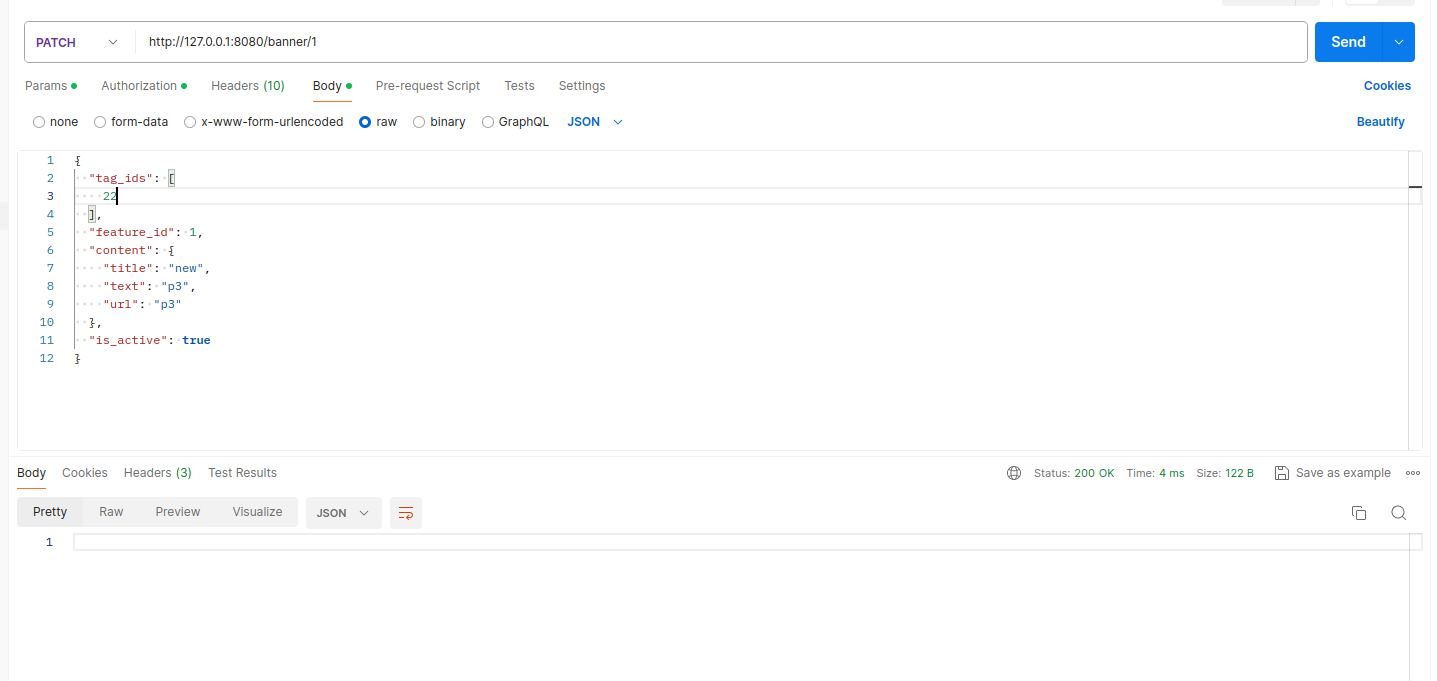 PATCH http://127.0.0.1:8080/banner/1 Send
Params Authorization Headers (10) Body Pre-request Script Tests Settings Cookies
none form-data x-www-form-urlencoded raw binary GraphQL JSON Beautify
1 {
2 "tag_ids": [
3 22
4 ],
5 "feature_id": 1,
6 "content": {
7 "title": "new",
8 "text": "p3",
9 "url": "p3"
10 },
11 "is_active": true
12 }
Body Cookies Headers (3) Test Results Status: 200 OK Time: 4 ms Size: 122 B Save as example
Pretty Raw Preview Visualize JSON
1